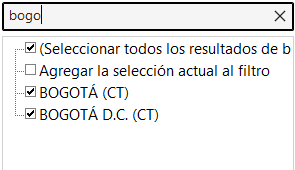 bogo
(Seleccionar todos los resultados de b
Agregar la selección actual al filtro
BOGOTÁ (CT)
BOGOTÁ D.C. (CT)